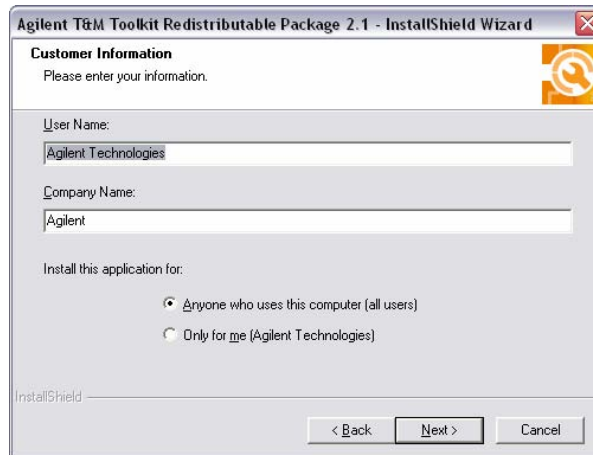 Agilent T&M Toolkit Redistributable Package 2.1 - InstallShield Wizard
Customer Information
Please enter your information.
User Name:
Agilent Technologies
Company Name:
Agilent
Install this application for:
Anyone who uses this computer (all users)
Only for me (Agilent Technologies)
InstallShield
< Back Next > Cancel